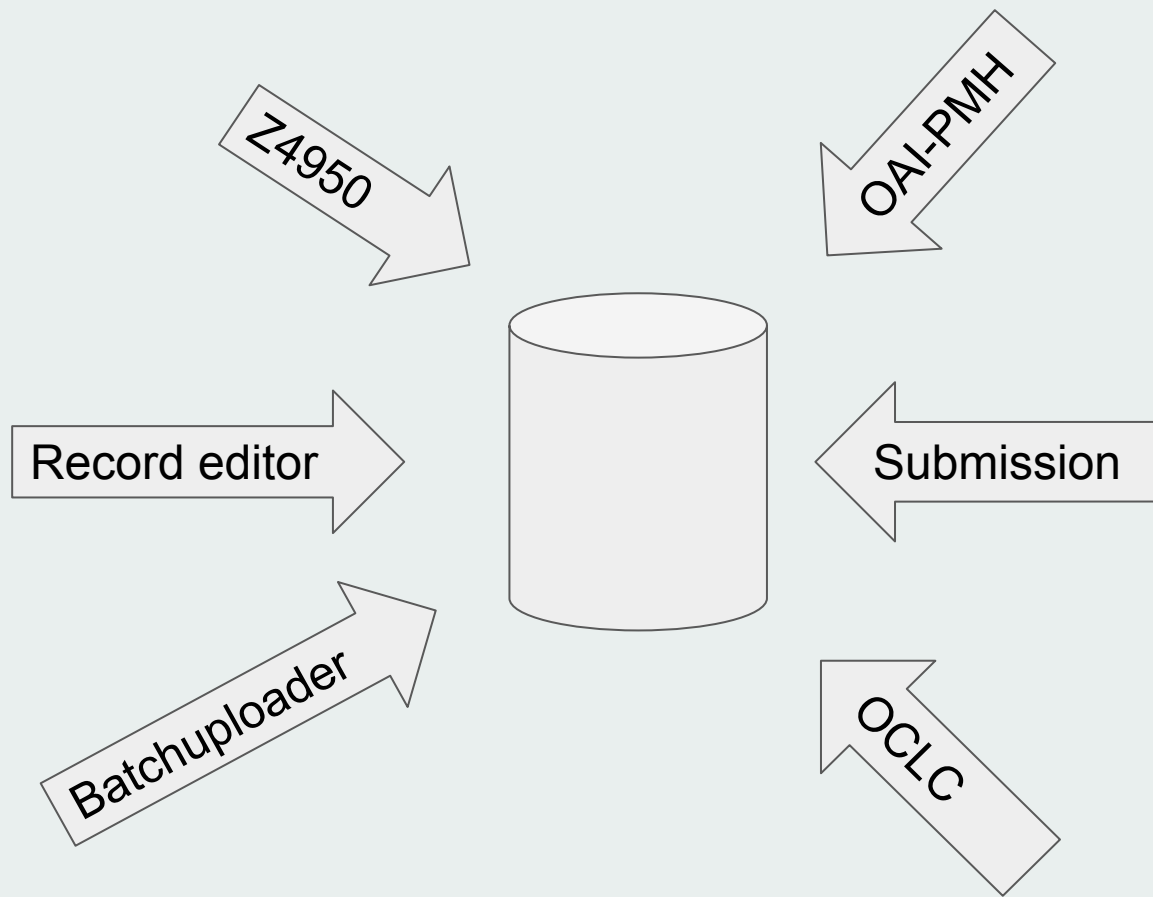 Z4950
OAI-PMH
Record editor
Submission
Batchuploader
OCLC